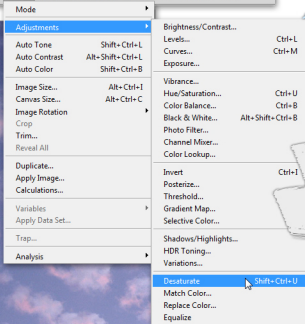 Mode
Adjustments
Auto Tone Shift+Ctrl+L
Auto Contrast Alt+Shift+Ctrl+L
Auto Color Shift+Ctrl+B
Image Size... Alt+Ctrl+I
Canvas Size... Alt+Ctrl+C
Image Rotation
Crop
Trim...
Reveal All
Duplicate...
Apply Image...
Calculations...
Variables
Apply Data Set...
Trap...
Analysis
Brightness/Contrast...
Levels... Ctrl+L
Curves... Ctrl+M
Exposure...
Vibrance...
Hue/Saturation... Ctrl+U
Color Balance... Ctrl+B
Black & White... Alt+Shift+Ctrl+B
Photo Filter...
Channel Mixer...
Color Lookup...
Invert Ctrl+I
Posterize...
Threshold...
Gradient Map...
Selective Color...
Shadows/Highlights...
HDR Toning...
Variations...
Desaturate Shift+Ctrl+U
Match Color...
Replace Color...
Equalize